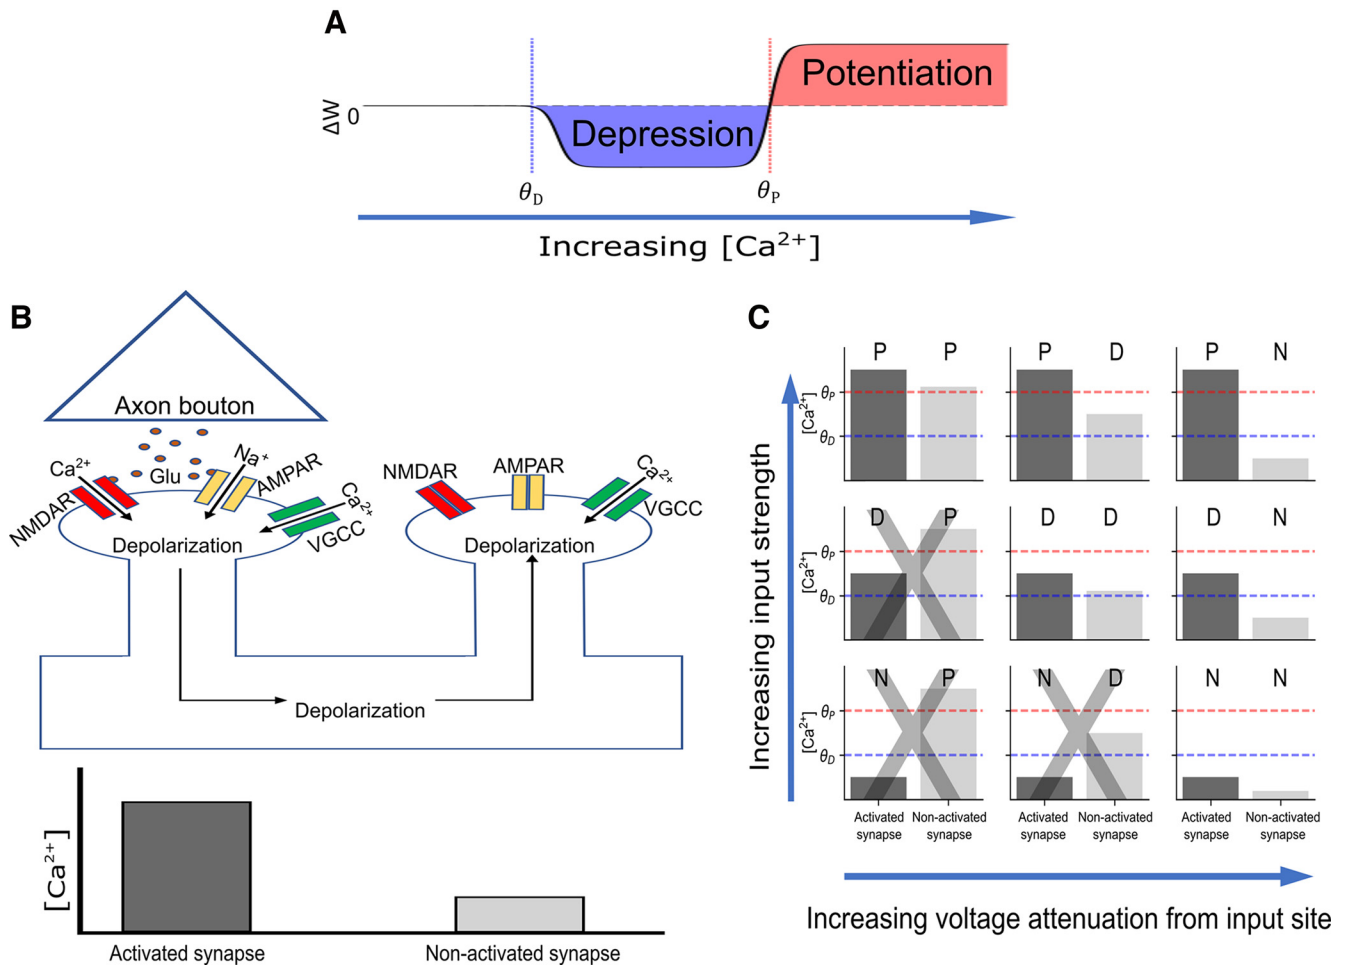 A
ΔW
0
Depression
Potentiation
θD
θP
Increasing [Ca2+]
B
Axon bouton
Ca2+
Glu
Na+
AMPAR
NMDAR
Ca2+
VGCC
Depolarization
NMDAR
AMPAR
Ca2+
VGCC
Depolarization
Depolarization
[Ca2+]
Activated synapse
Non-activated synapse
C
Increasing input strength
P P
P D
P N
[Ca2+]
θP
θD
D P
D D
D N
[Ca2+]
θP
θD
N P
N D
N N
[Ca2+]
θP
θD
Activated Non-activated
synapse synapse
Activated Non-activated
synapse synapse
Activated Non-activated
synapse synapse
Increasing voltage attenuation from input site